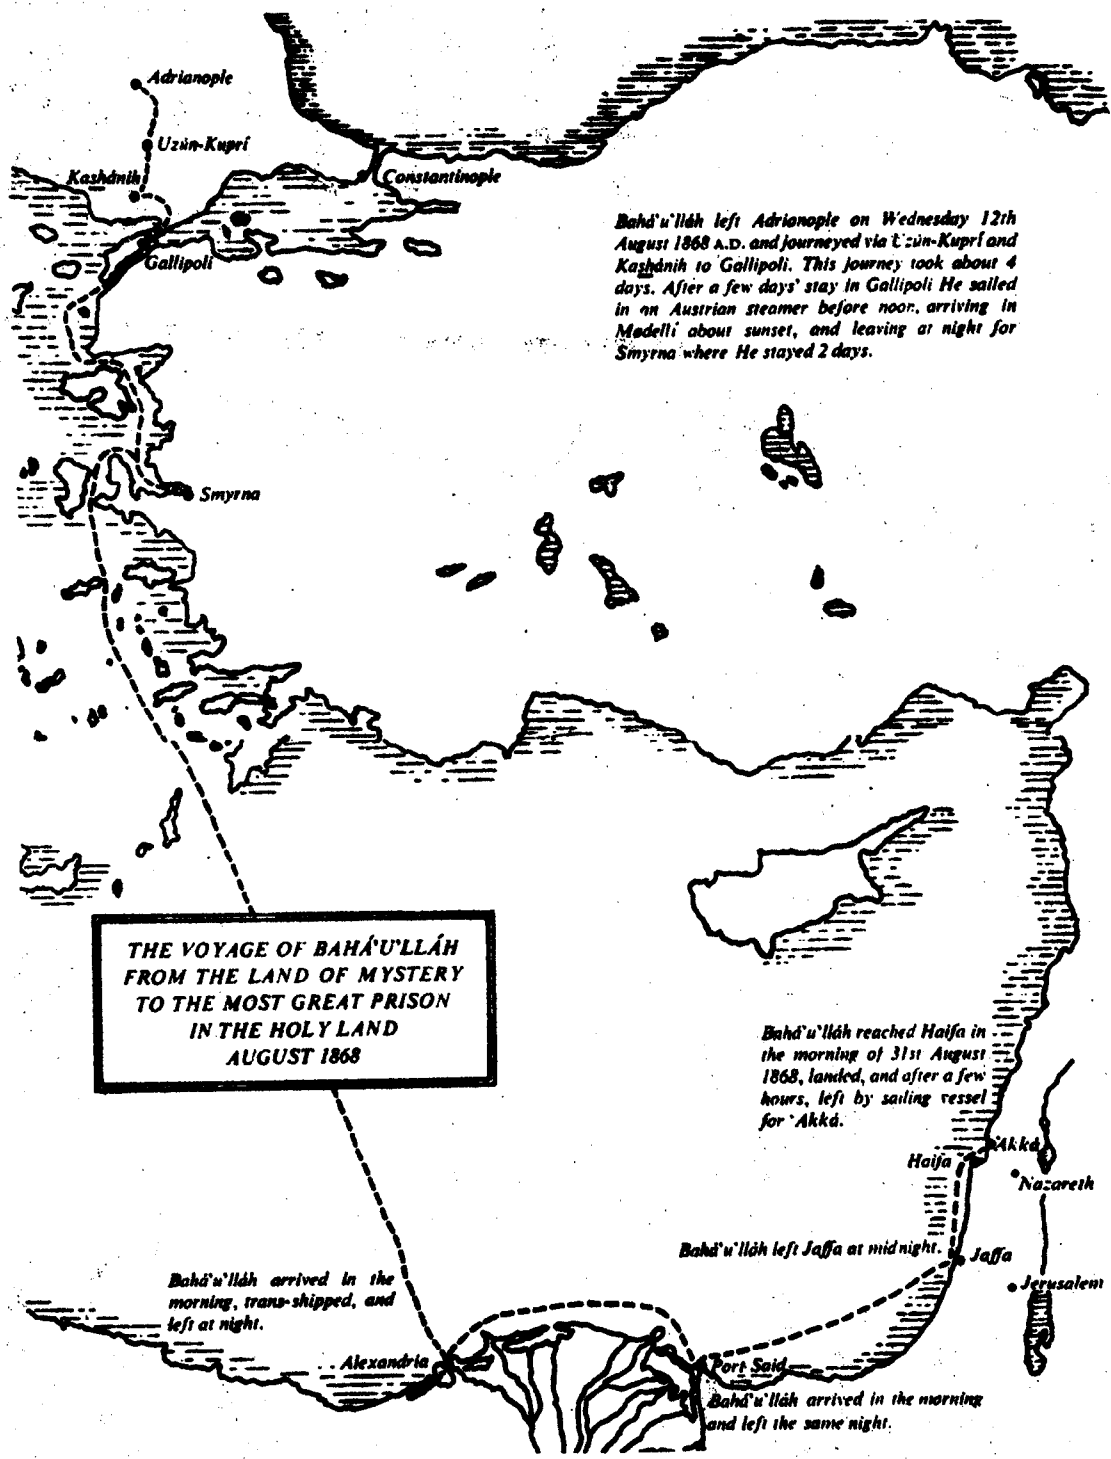 Adrianople
Uzún-Kuprí
Kashánih
Constantinople
Gallipoli
Bahá'u'lláh left Adrianople on Wednesday 12th
August 1868 A.D. and journeyed via Uzún-Kuprí and
Kashánih to Gallipoli. This journey took about 4
days. After a few days' stay in Gallipoli He sailed
in an Austrian steamer before noon, arriving in
Madellí about sunset, and leaving at night for
Smyrna where He stayed 2 days.
Smyrna
THE VOYAGE OF BAHÁ'U'LLÁH
FROM THE LAND OF MYSTERY
TO THE MOST GREAT PRISON
IN THE HOLY LAND
AUGUST 1868
Bahá'u'lláh reached Haifa in
the morning of 31st August
1868, landed, and after a few
hours, left by sailing vessel
for 'Akká.
'Akká
Haifa
Nazareth
Bahá'u'lláh left Jaffa at midnight.
Jaffa
Jerusalem
Bahá'u'lláh arrived in the
morning, trans-shipped, and
left at night.
Alexandria
Port Said
Bahá'u'lláh arrived in the morning
and left the same night.